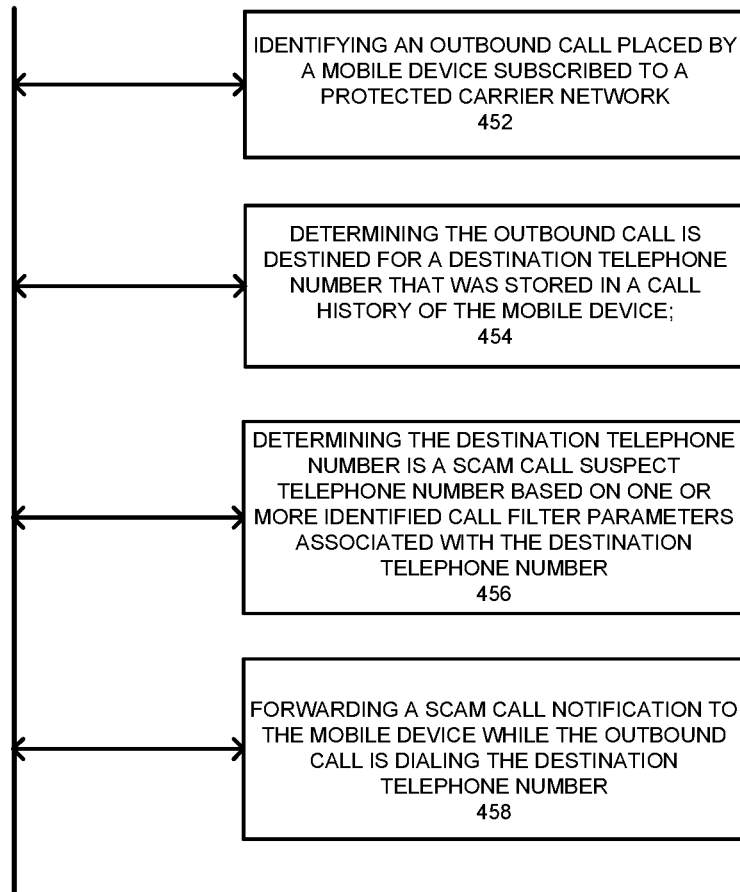 IDENTIFYING AN OUTBOUND CALL PLACED BY
A MOBILE DEVICE SUBSCRIBED TO A
PROTECTED CARRIER NETWORK
452
DETERMINING THE OUTBOUND CALL IS
DESTINED FOR A DESTINATION TELEPHONE
NUMBER THAT WAS STORED IN A CALL
HISTORY OF THE MOBILE DEVICE;
454
DETERMINING THE DESTINATION TELEPHONE
NUMBER IS A SCAM CALL SUSPECT
TELEPHONE NUMBER BASED ON ONE OR
MORE IDENTIFIED CALL FILTER PARAMETERS
ASSOCIATED WITH THE DESTINATION
TELEPHONE NUMBER
456
FORWARDING A SCAM CALL NOTIFICATION TO
THE MOBILE DEVICE WHILE THE OUTBOUND
CALL IS DIALING THE DESTINATION
TELEPHONE NUMBER
458